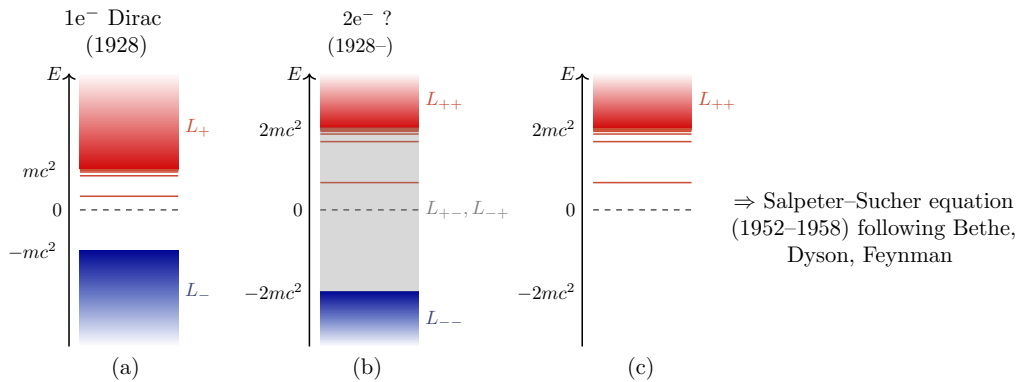 1e⁻ Dirac
(1928)
E
L₊
mc²
0
−mc²
L₋
(a)
2e⁻ ?
(1928–)
E
L₊₊
2mc²
0
L₊₋, L₋₊
−2mc²
L₋₋
(b)
E
L₊₊
2mc²
0
−2mc²
(c)
⇒ Salpeter–Sucher equation
(1952–1958) following Bethe,
Dyson, Feynman